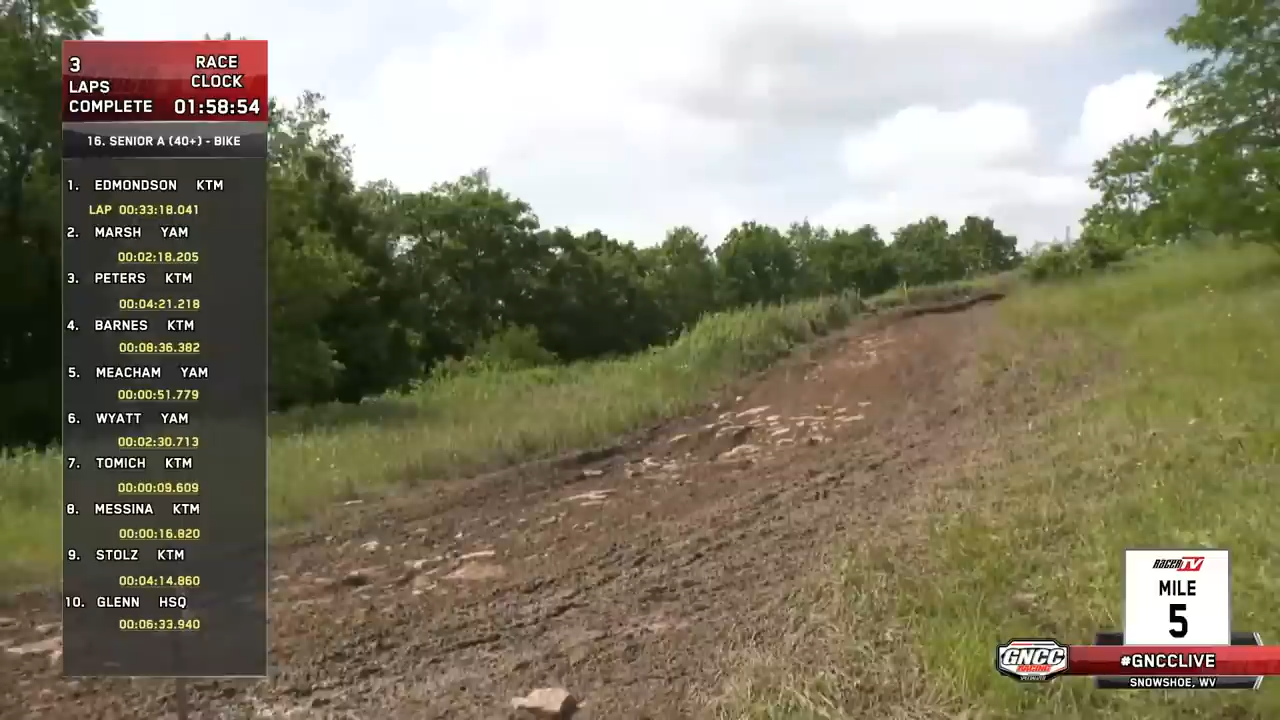 3
LAPS
COMPLETE
RACE
CLOCK
01:58:54
16. SENIOR A (40+) - BIKE
1. EDMONDSON KTM
LAP 00:33:18.041
2. MARSH YAM
00:02:18.205
3. PETERS KTM
00:04:21.218
4. BARNES KTM
00:08:36.382
5. MEACHAM YAM
00:00:51.779
6. WYATT YAM
00:02:30.713
7. TOMICH KTM
00:00:09.609
8. MESSINA KTM
00:00:16.820
9. STOLZ KTM
00:04:14.860
10. GLENN HSQ
00:06:33.940
RACER TV
MILE
5
GNCC
RACING
#GNCCLIVE
SNOWSHOE, WV